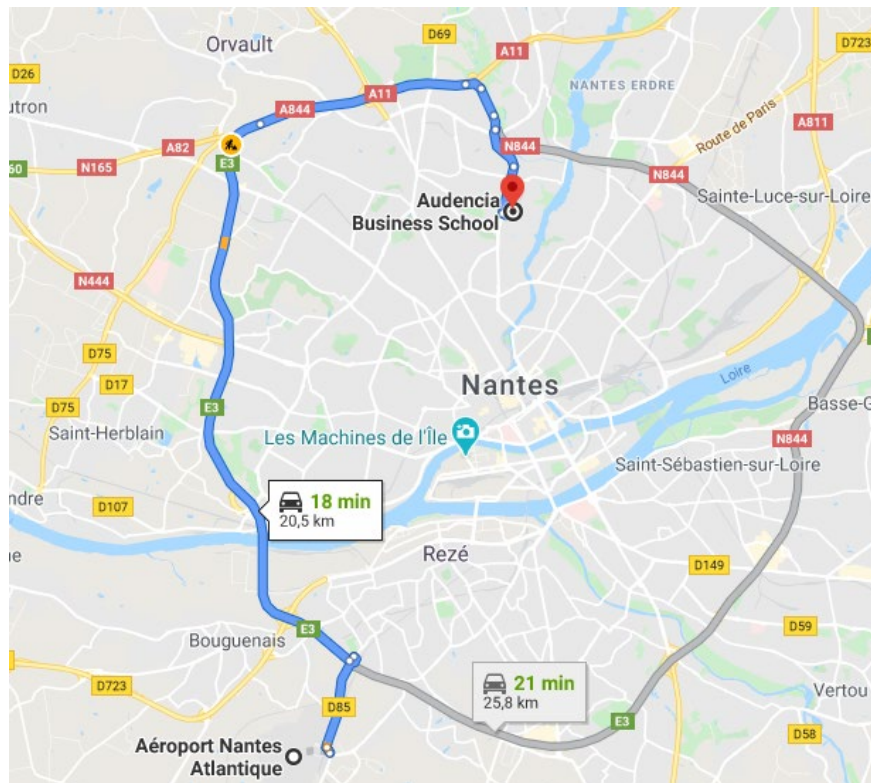 Orvault
D69
A11
D723
D26
utron
A844
A11
NANTES ERDRE
A82
A811
Route de Paris
60
N165
E3
N844
N844
Sainte-Luce-sur-Loire
Audencia
Business School
N444
D75
D17
Nantes
Loire
D75
E3
Basse-G
Saint-Herblain
Les Machines de l'Île
N844
Saint-Sébastien-sur-Loire
ndre
D107
18 min
20,5 km
ne
Rezé
D149
Bouguenais
E3
D59
D723
D85
21 min
25,8 km
Vertou
E3
D58
Aéroport Nantes
Atlantique